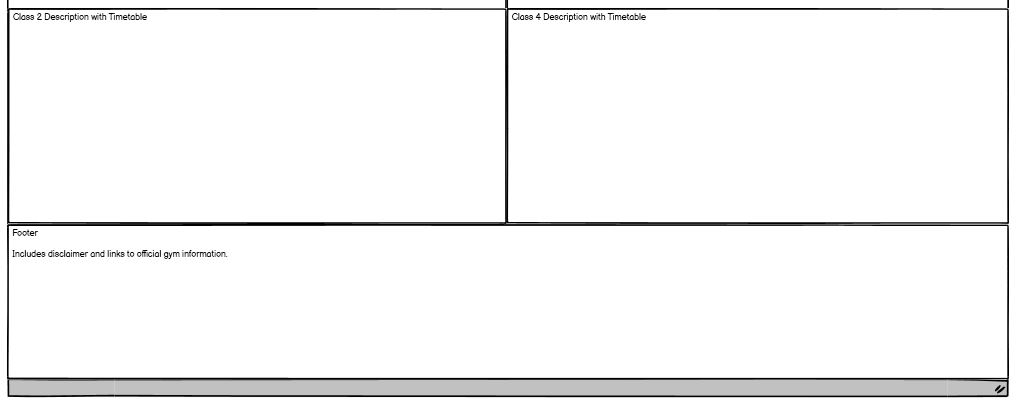 Class 2 Description with Timetable
Class 4 Description with Timetable
Footer
Includes disclaimer and links to official gym information.